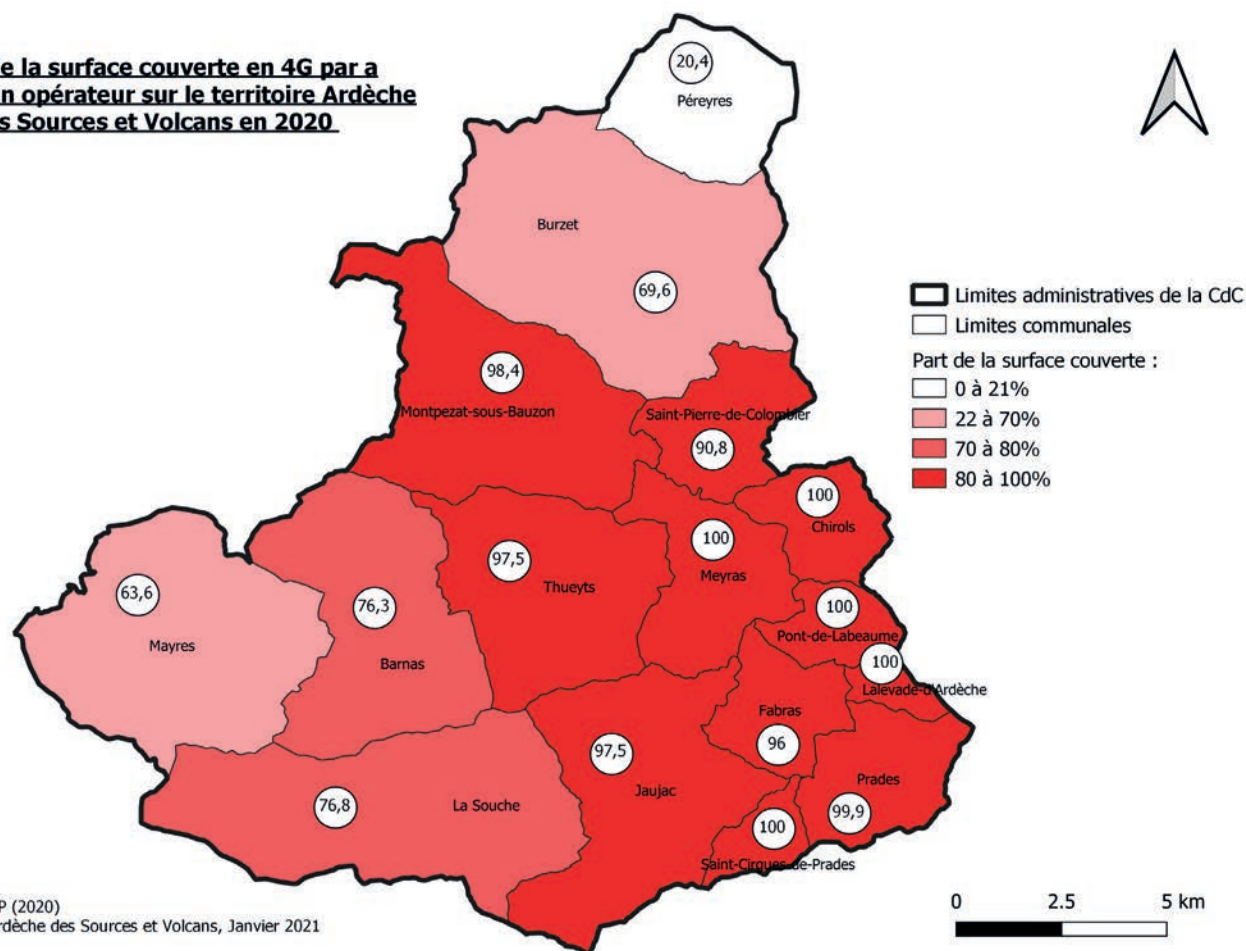 e la surface couverte en 4G par a
n opérateur sur le territoire Ardèche
s Sources et Volcans en 2020
20,4
Péreyres
Burzet
69,6
Limites administratives de la CdC
Limites communales
Part de la surface couverte :
0 à 21%
22 à 70%
70 à 80%
80 à 100%
98,4
Montpezat-sous-Bauzon
Saint-Pierre-de-Colombier
90,8
100
Chirols
100
Meyras
97,5
Thueyts
63,6
Mayres
76,3
Barnas
100
Pont-de-Labeaume
100
Lalevade-d'Ardèche
Fabras
96
97,5
Jaujac
Prades
99,9
76,8
La Souche
100
Saint-Cirques-de-Prades
P (2020)
rdèche des Sources et Volcans, Janvier 2021
0 2.5 5 km